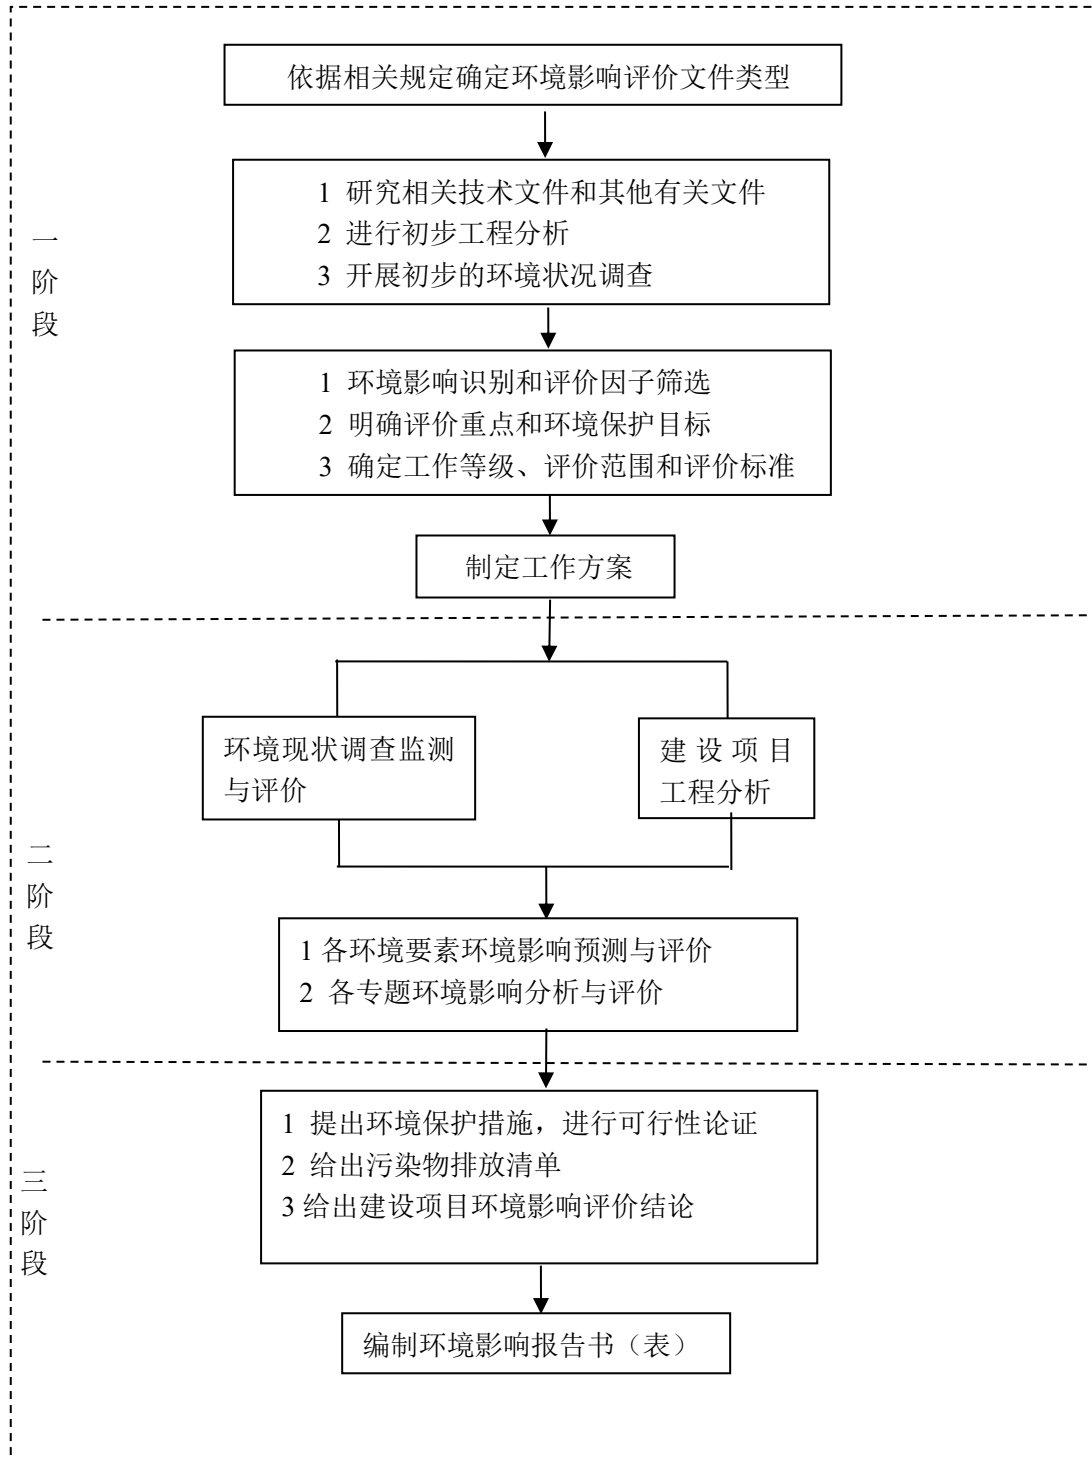 依据相关规定确定环境影响评价文件类型
1 研究相关技术文件和其他有关文件
2 进行初步工程分析
3 开展初步的环境状况调查
一
阶
段
1 环境影响识别和评价因子筛选
2 明确评价重点和环境保护目标
3 确定工作等级、评价范围和评价标准
制定工作方案
环境现状调查监测
与评价
建设项目
工程分析
二
阶
段
1各环境要素环境影响预测与评价
2 各专题环境影响分析与评价
1 提出环境保护措施，进行可行性论证
2 给出污染物排放清单
3给出建设项目环境影响评价结论
三
阶
段
编制环境影响报告书（表）